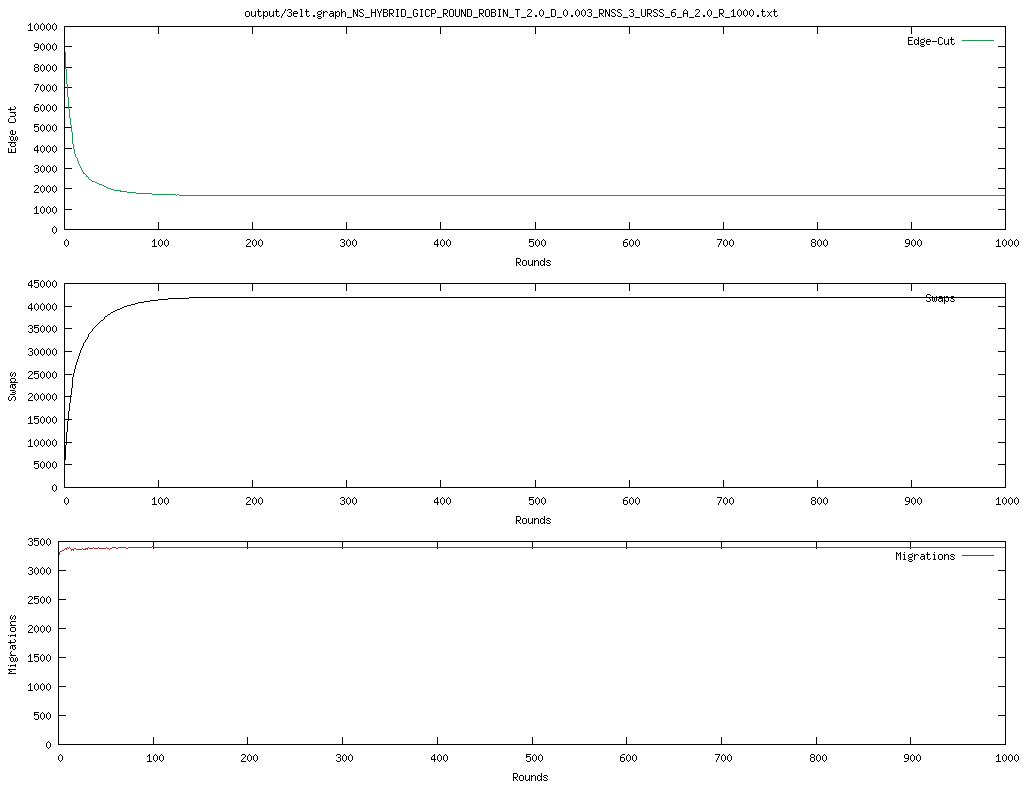 output/3elt.graph_NS_HYBRID_GICP_ROUND_ROBIN_T_2.0_D_0.003_RNSS_3_URSS_6_A_2.0_R_1000.txt
10000
9000
8000
7000
6000
5000
4000
3000
2000
1000
0
Edge Cut
Edge-Cut
0 100 200 300 400 500 600 700 800 900 1000
Rounds
45000
40000
35000
30000
25000
20000
15000
10000
5000
0
Swaps
Swaps
0 100 200 300 400 500 600 700 800 900 1000
Rounds
3500
3000
2500
2000
1500
1000
500
0
Migrations
Migrations
0 100 200 300 400 500 600 700 800 900 1000
Rounds